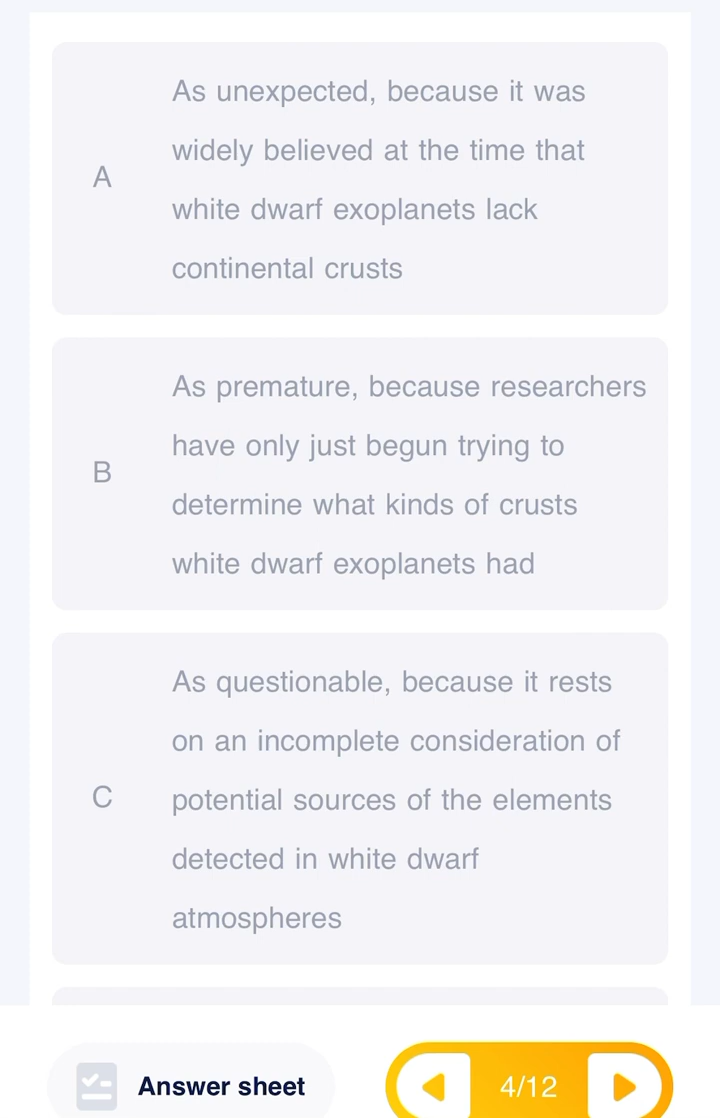 As unexpected, because it was
widely believed at the time that
A
white dwarf exoplanets lack
continental crusts
As premature, because researchers
have only just begun trying to
B
determine what kinds of crusts
white dwarf exoplanets had
As questionable, because it rests
on an incomplete consideration of
C
potential sources of the elements
detected in white dwarf
atmospheres
Answer sheet
4/12